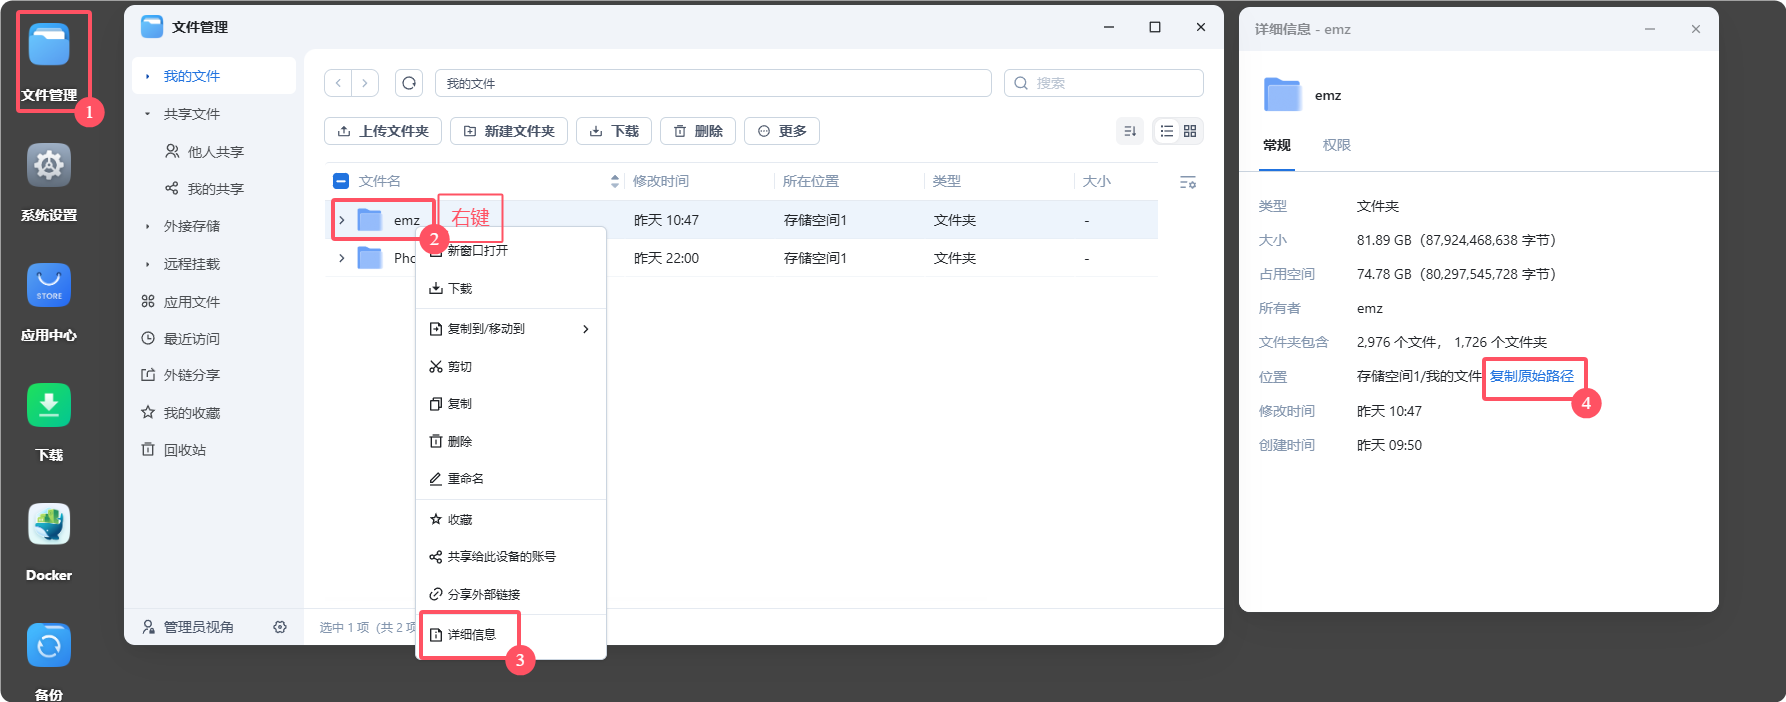 文件管理
1
系统设置
STORE
应用中心
下载
Docker
备份
文件管理
我的文件
共享文件
他人共享
我的共享
外接存储
远程挂载
应用文件
最近访问
外链分享
我的收藏
回收站
管理员视角
我的文件
搜索
上传文件夹
新建文件夹
下载
删除
更多
文件名
修改时间
所在位置
类型
大小
emz
2
右键
昨天 10:47
存储空间1
文件夹
-
昨天 22:00
存储空间1
文件夹
-
新窗口打开
下载
复制到/移动到
剪切
复制
删除
重命名
收藏
共享给此设备的账号
分享外部链接
详细信息
3
选中 1 项（共 2 项
详细信息 - emz
emz
常规
权限
类型
文件夹
大小
81.89 GB（87,924,468,638 字节）
占用空间
74.78 GB（80,297,545,728 字节）
所有者
emz
文件夹包含
2,976 个文件， 1,726 个文件夹
位置
存储空间1/我的文件
复制原始路径
4
修改时间
昨天 10:47
创建时间
昨天 09:50